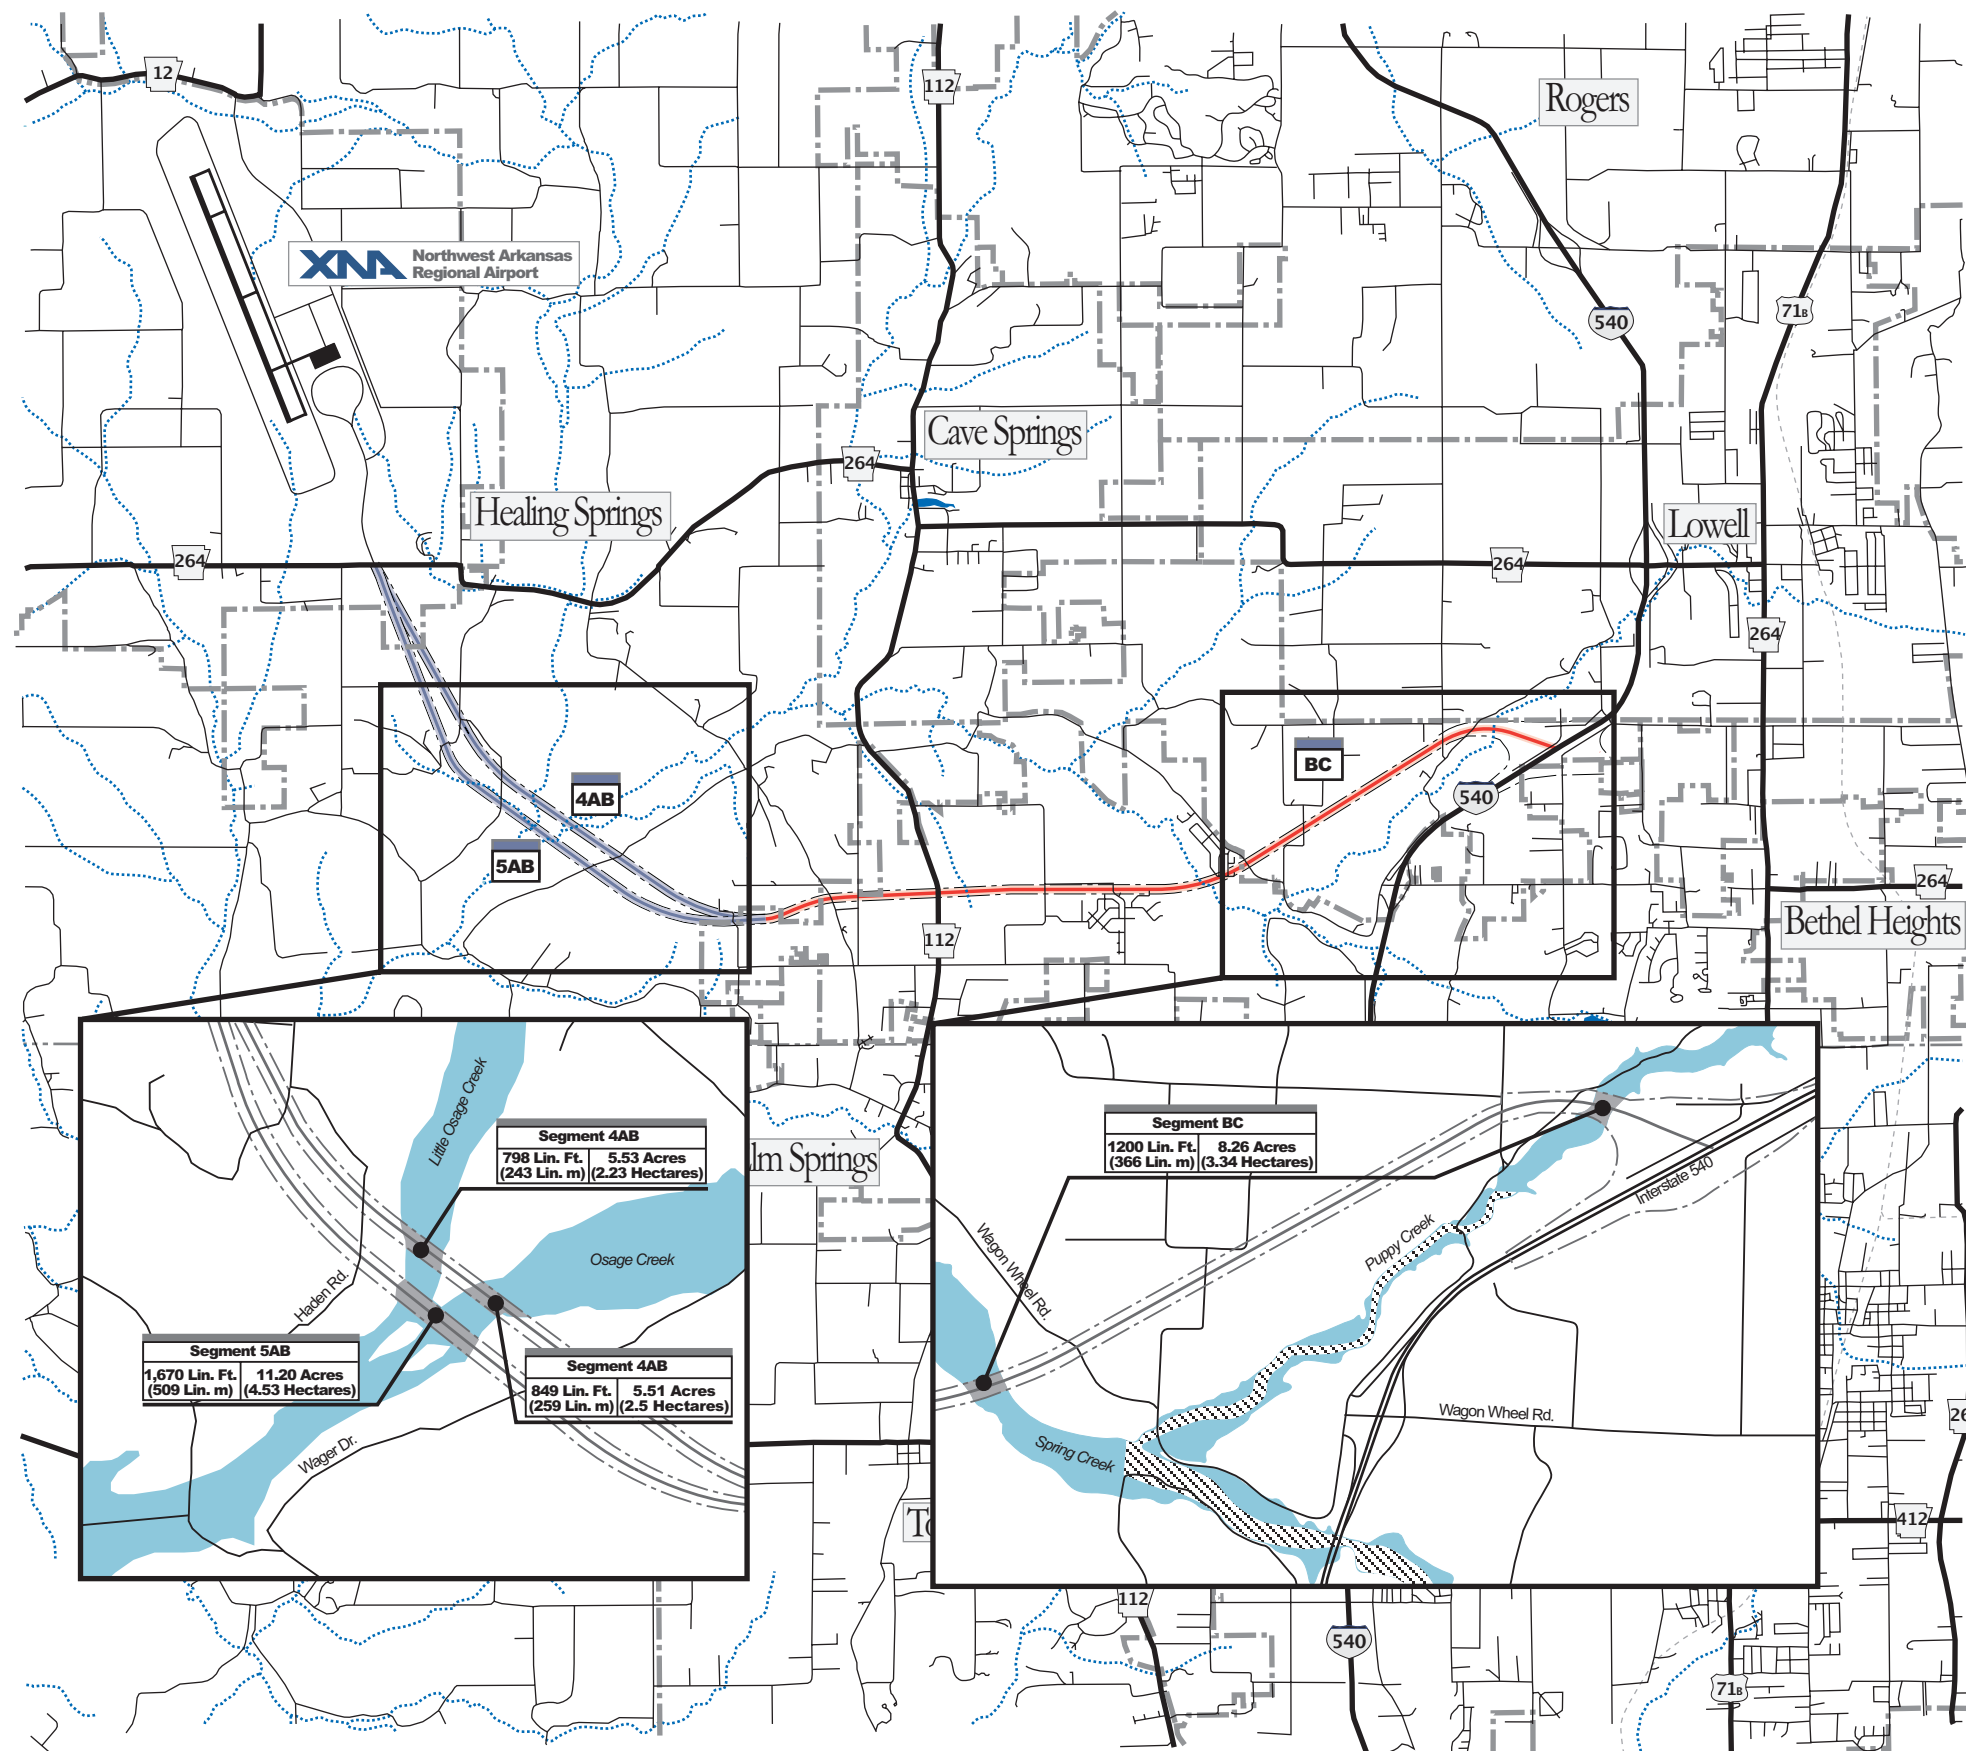 12
112
Rogers
XNA Northwest Arkansas
Regional Airport
540
71B
Cave Springs
264
Healing Springs
Lowell
264
264
264
BC
4AB
540
5AB
264
Bethel Heights
112
Little Osage Creek
Segment 4AB
798 Lin. Ft. 5.53 Acres
(243 Lin. m) (2.23 Hectares)
Osage Creek
Haden Rd.
Segment 5AB
1,670 Lin. Ft. 11.20 Acres
(509 Lin. m) (4.53 Hectares)
Segment 4AB
849 Lin. Ft. 5.51 Acres
(259 Lin. m) (2.5 Hectares)
Wager Dr.
lm Springs
Segment BC
1200 Lin. Ft. 8.26 Acres
(366 Lin. m) (3.34 Hectares)
Interstate 540
Puppy Creek
Wagon Wheel Rd.
Wagon Wheel Rd.
Spring Creek
26
To
412
112
540
71B